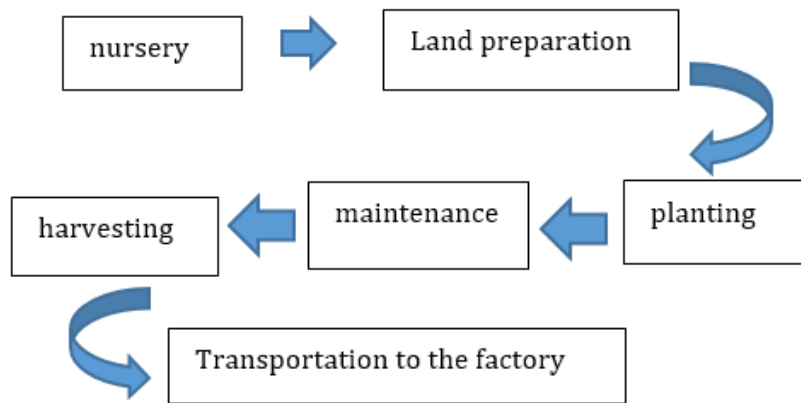 nursery
Land preparation
planting
maintenance
harvesting
Transportation to the factory